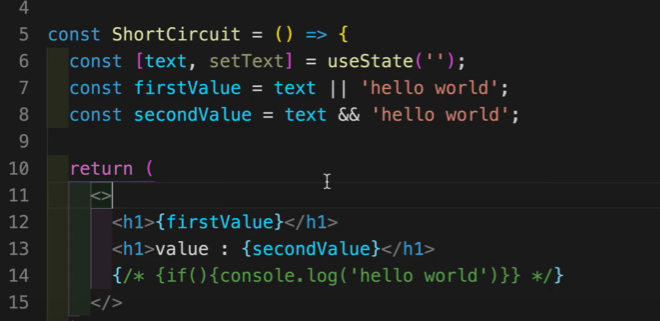 4
5 const ShortCircuit = () => {
6 const [text, setText] = useState('');
7 const firstValue = text || 'hello world';
8 const secondValue = text && 'hello world';
9
10 return (
11 <>
12 <h1>{firstValue}</h1>
13 <h1>value : {secondValue}</h1>
14 {/* {if(){console.log('hello world')}} */}
15 </>